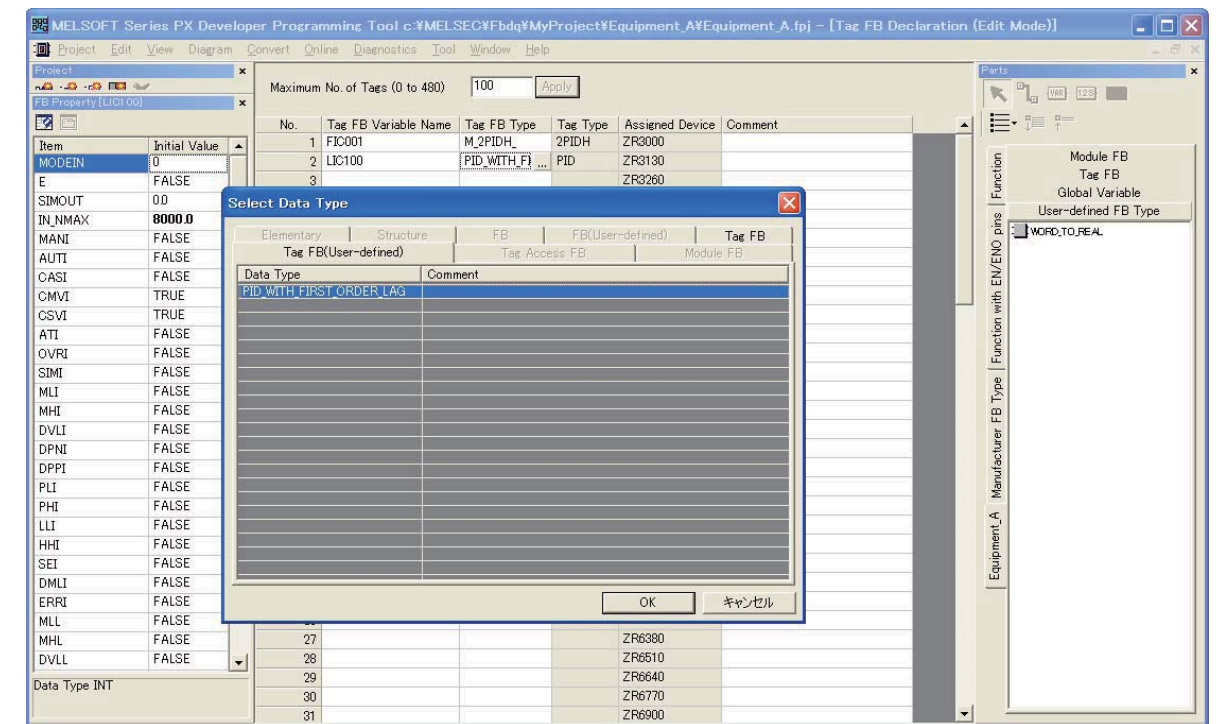 MELSOFT Series PX Developer Programming Tool c:¥MELSEC¥Fbdq¥MyProject¥Equipment_A¥Equipment_A.fpj - [Tag FB Declaration (Edit Mode)]
Project Edit View Diagram Convert Online Diagnostics Tool Window Help
Project
FB Property [LIC100]
Item Initial Value
MODEIN 0
E FALSE
SIMOUT 0.0
IN_NMAX 8000.0
MANI FALSE
AUTI FALSE
CASI FALSE
CMVI TRUE
CSVI TRUE
ATI FALSE
OVRI FALSE
SIMI FALSE
MLI FALSE
MHI FALSE
DVLI FALSE
DPNI FALSE
DPPI FALSE
PLI FALSE
PHI FALSE
LLI FALSE
HHI FALSE
SEI FALSE
DMLI FALSE
ERRI FALSE
MLL FALSE
MHL FALSE
DVLL FALSE
Data Type INT
Maximum No. of Tags (0 to 480) 100 Apply
No. Tag FB Variable Name Tag FB Type Tag Type Assigned Device Comment
1 FIC001 M_2PIDH_ 2PIDH ZR3000
2 LIC100 PID_WITH_FI ... PID ZR3130
3 ZR3260
Select Data Type
Elementary Structure FB FB(User-defined) Tag FB
Tag FB(User-defined) Tag Access FB Module FB
Data Type Comment
PID_WITH_FIRST_ORDER_LAG
OK キャンセル
27 ZR6380
28 ZR6510
29 ZR6640
30 ZR6770
31 ZR6900
Parts
VAR 123
Function
Function with EN/ENO pins
Manufacturer FB Type
Equipment_A
Module FB
Tag FB
Global Variable
User-defined FB Type
WORD_TO_REAL